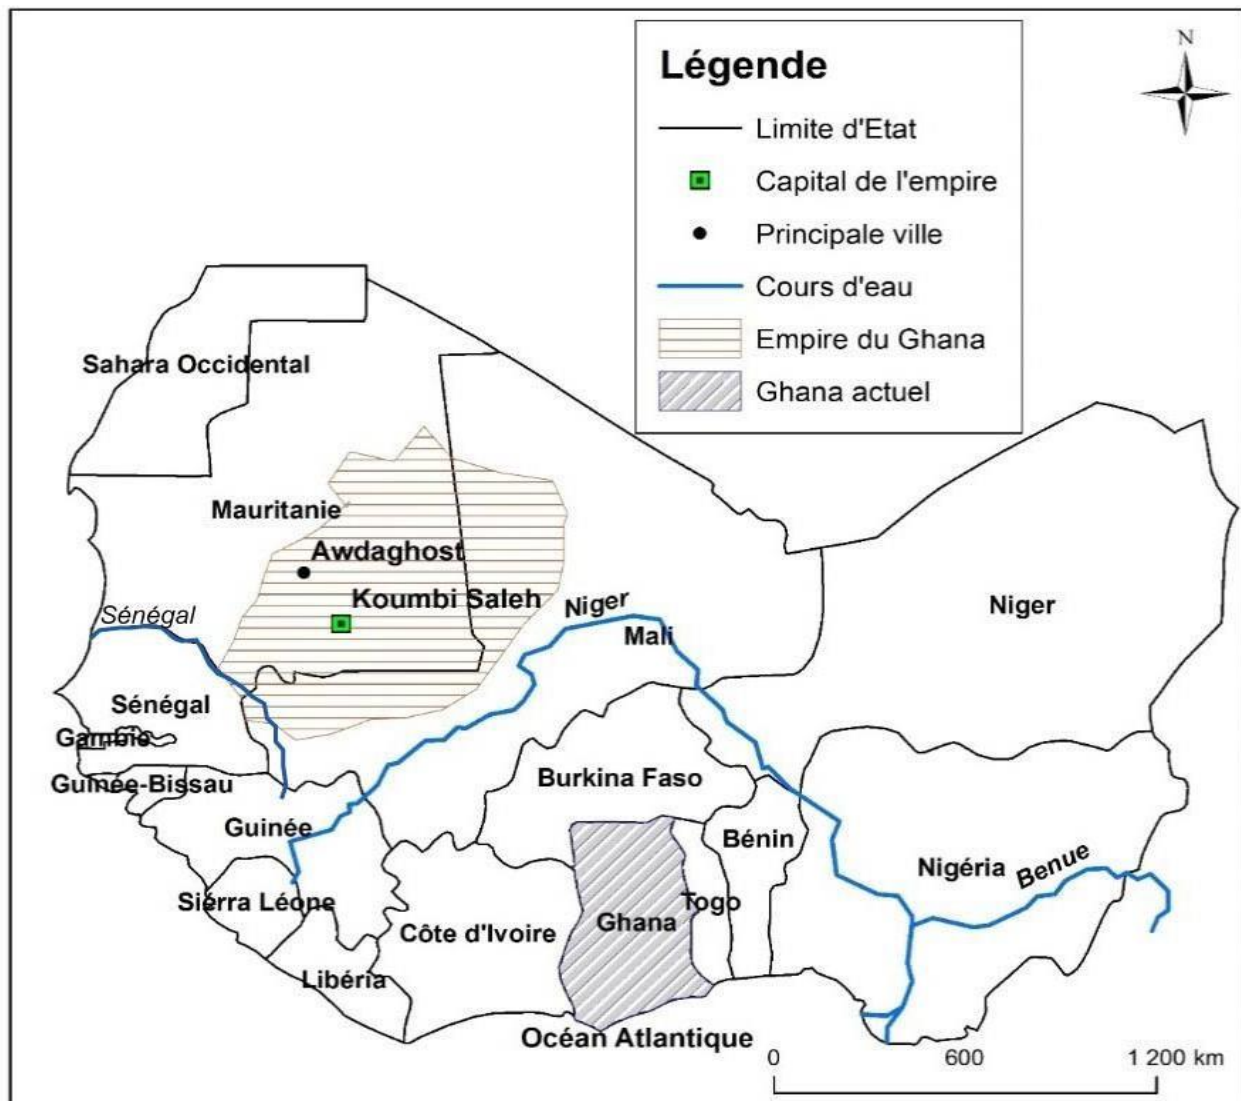 N
Légende
Limite d'Etat
Capital de l'empire
Principale ville
Cours d'eau
Empire du Ghana
Ghana actuel
Sahara Occidental
Mauritanie
Awdaghost
Koumbi Saleh
Niger
Mali
Niger
Sénégal
Sénégal
Gambie
Guinée-Bissau
Guinée
Siérra Léone
Libéria
Côte d'Ivoire
Burkina Faso
Ghana
Togo
Bénin
Nigéria
Benue
Océan Atlantique
0 600 1 200 km